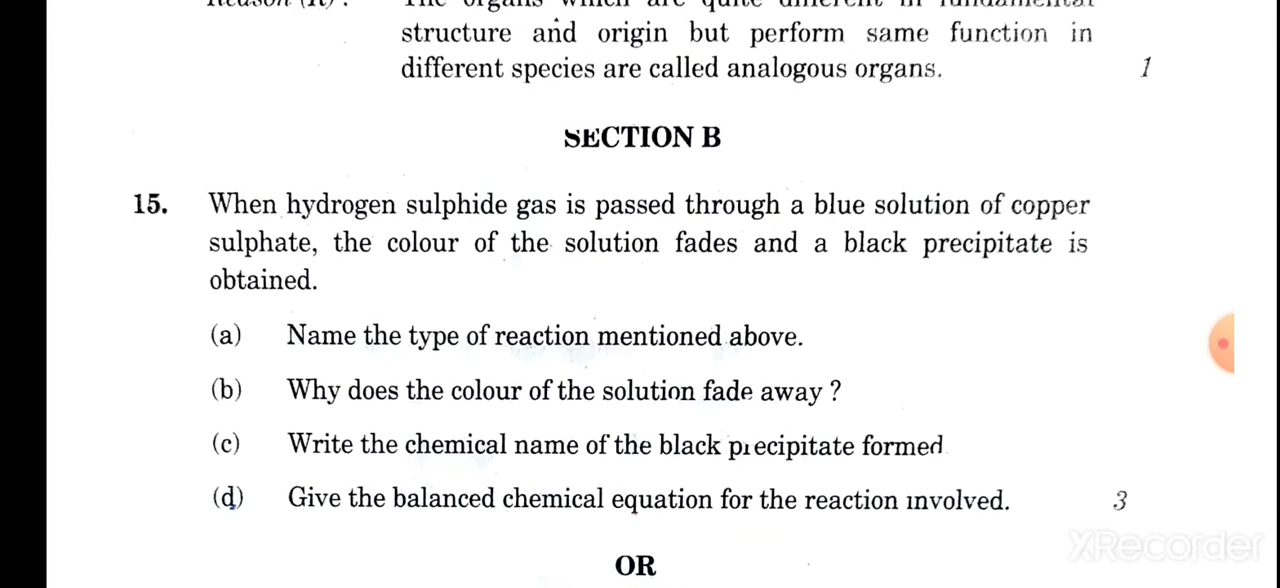 structure and origin but perform same function in
different species are called analogous organs. 1
SECTION B
15. When hydrogen sulphide gas is passed through a blue solution of copper
sulphate, the colour of the solution fades and a black precipitate is
obtained.
(a) Name the type of reaction mentioned above.
(b) Why does the colour of the solution fade away ?
(c) Write the chemical name of the black precipitate formed
(d) Give the balanced chemical equation for the reaction involved. 3
XRecorder
OR